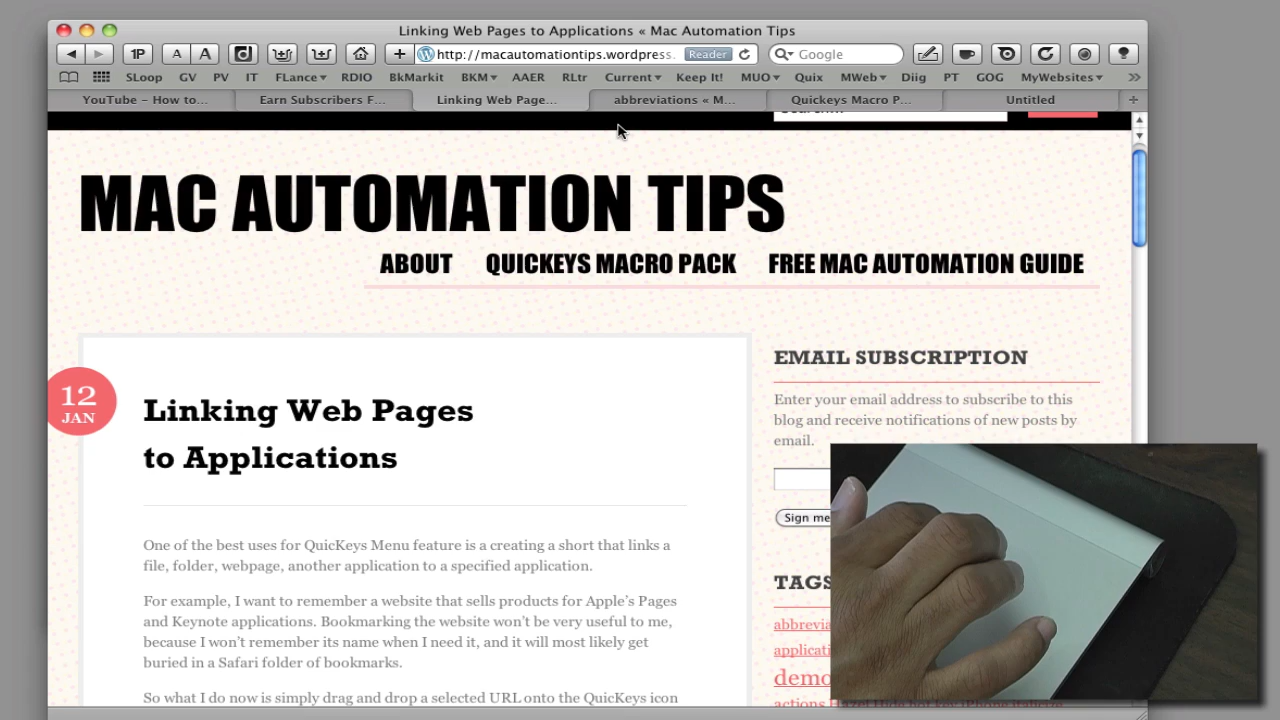 Linking Web Pages to Applications « Mac Automation Tips
1P A A d http://macautomationtips.wordpress. Reader Google
SLoop GV PV IT FLance RDIO BkMarkit BKM AAER RLtr Current Keep It! MUO Quix MWeb Diig PT GOG MyWebsites
YouTube – How to... Earn Subscribers F... Linking Web Page... abbreviations « M... Quickeys Macro P... Untitled
MAC AUTOMATION TIPS
ABOUT QUICKEYS MACRO PACK FREE MAC AUTOMATION GUIDE
12
JAN
Linking Web Pages
to Applications
One of the best uses for QuicKeys Menu feature is a creating a short that links a
file, folder, webpage, another application to a specified application.
For example, I want to remember a website that sells products for Apple's Pages
and Keynote applications. Bookmarking the website won't be very useful to me,
because I won't remember its name when I need it, and it will most likely get
buried in a Safari folder of bookmarks.
So what I do now is simply drag and drop a selected URL onto the QuicKeys icon
EMAIL SUBSCRIPTION
Enter your email address to subscribe to this
blog and receive notifications of new posts by
email.
Sign me
TAGS
abbrevia
applicati
demo